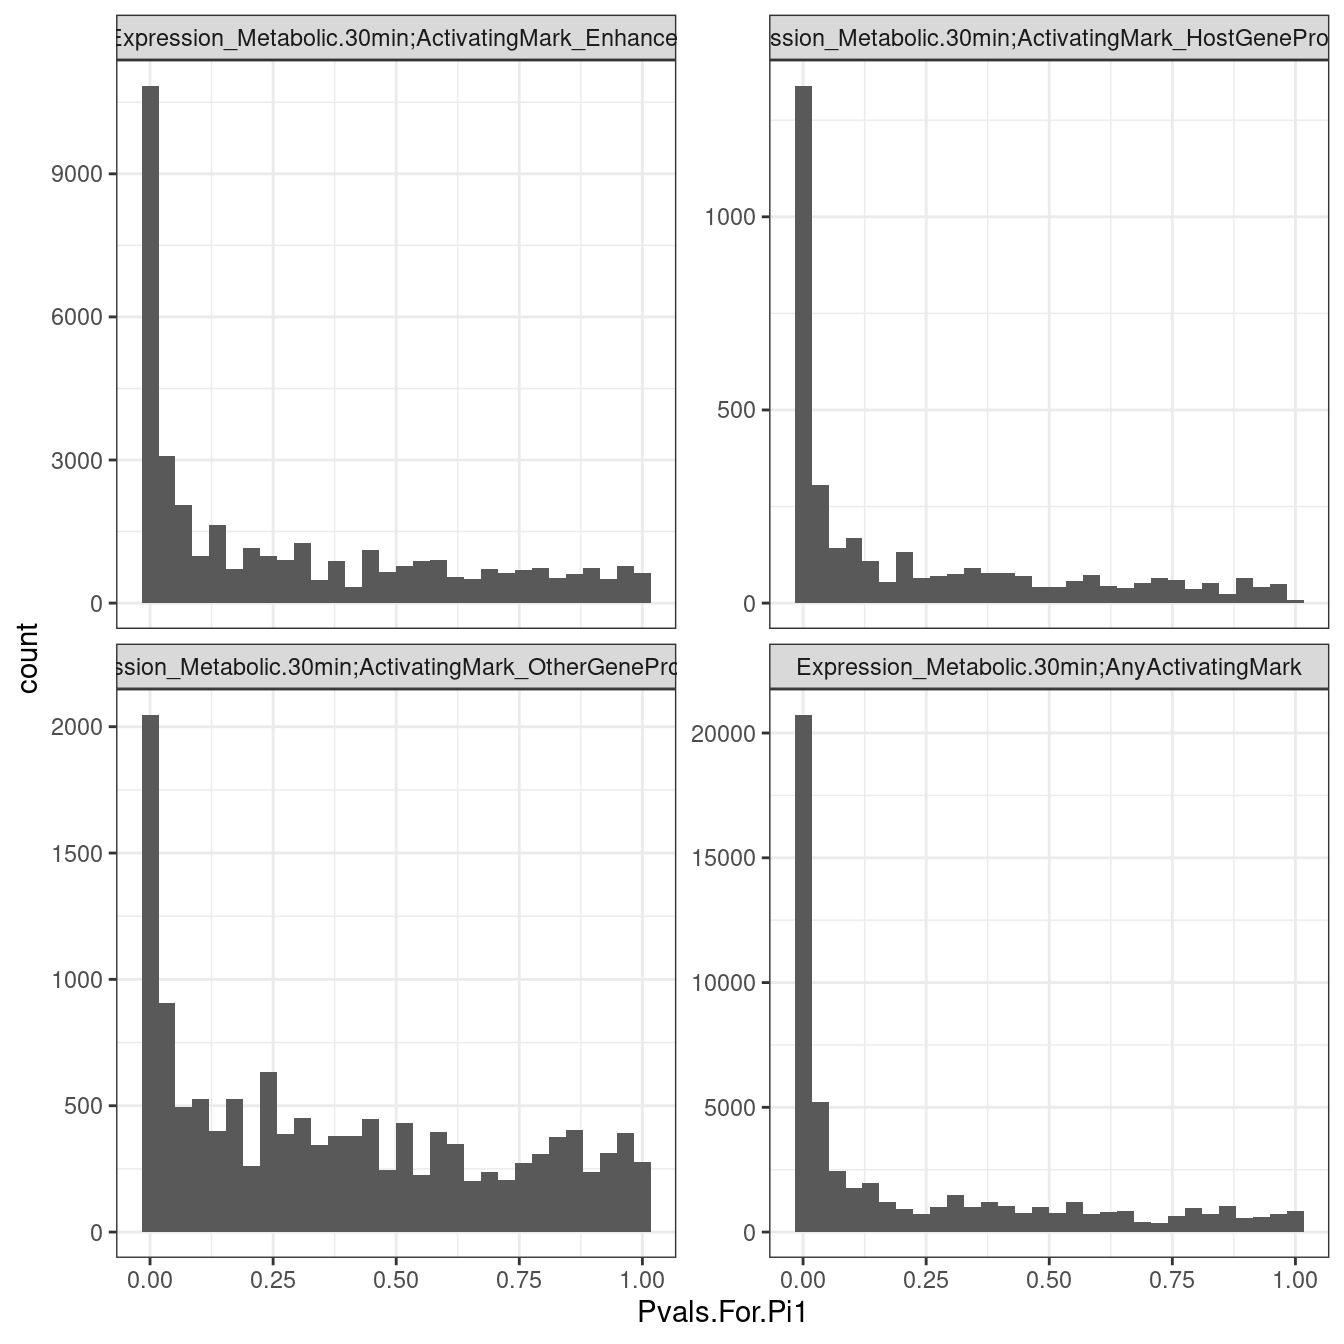 Expression_Metabolic.30min;ActivatingMark_Enhance
ssion_Metabolic.30min;ActivatingMark_HostGenePro
9000
6000
3000
0
1000
500
0
ssion_Metabolic.30min;ActivatingMark_OtherGenePro
Expression_Metabolic.30min;AnyActivatingMark
2000
1500
1000
500
0
20000
15000
10000
5000
0
count
0.00 0.25 0.50 0.75 1.00
0.00 0.25 0.50 0.75 1.00
Pvals.For.Pi1